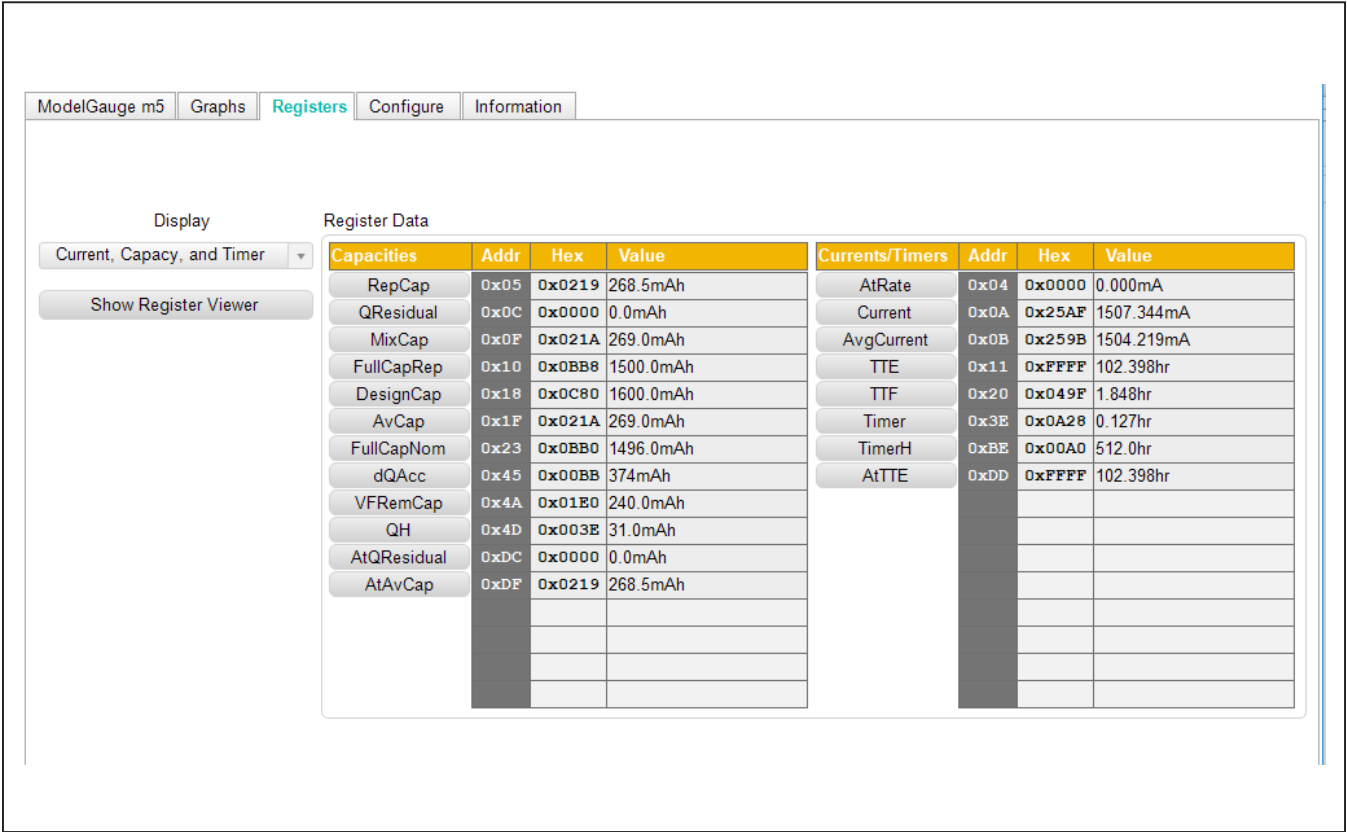 ModelGauge m5 Graphs Registers Configure Information
Display
Current, Capacy, and Timer
Show Register Viewer
Register Data
Capacities Addr Hex Value
RepCap 0x05 0x0219 268.5mAh
QResidual 0x0C 0x0000 0.0mAh
MixCap 0x0F 0x021A 269.0mAh
FullCapRep 0x10 0x0BB8 1500.0mAh
DesignCap 0x18 0x0C80 1600.0mAh
AvCap 0x1F 0x021A 269.0mAh
FullCapNom 0x23 0x0BB0 1496.0mAh
dQAcc 0x45 0x00BB 374mAh
VFRemCap 0x4A 0x01E0 240.0mAh
QH 0x4D 0x003E 31.0mAh
AtQResidual 0xDC 0x0000 0.0mAh
AtAvCap 0xDF 0x0219 268.5mAh
Currents/Timers Addr Hex Value
AtRate 0x04 0x0000 0.000mA
Current 0x0A 0x25AF 1507.344mA
AvgCurrent 0x0B 0x259B 1504.219mA
TTE 0x11 0xFFFF 102.398hr
TTF 0x20 0x049F 1.848hr
Timer 0x3E 0x0A28 0.127hr
TimerH 0xBE 0x00A0 512.0hr
AtTTE 0xDD 0xFFFF 102.398hr